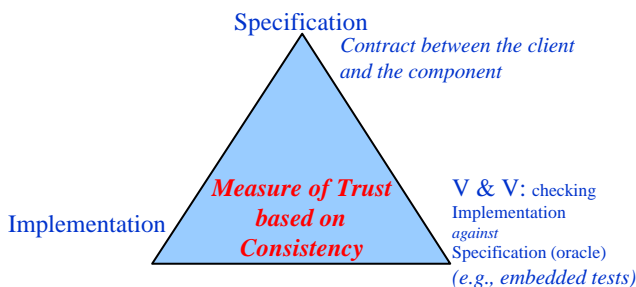 Specification
Contract between the client
and the component
Measure of Trust
based on
Consistency
Implementation
V & V: checking
Implementation
against
Specification (oracle)
(e.g., embedded tests)